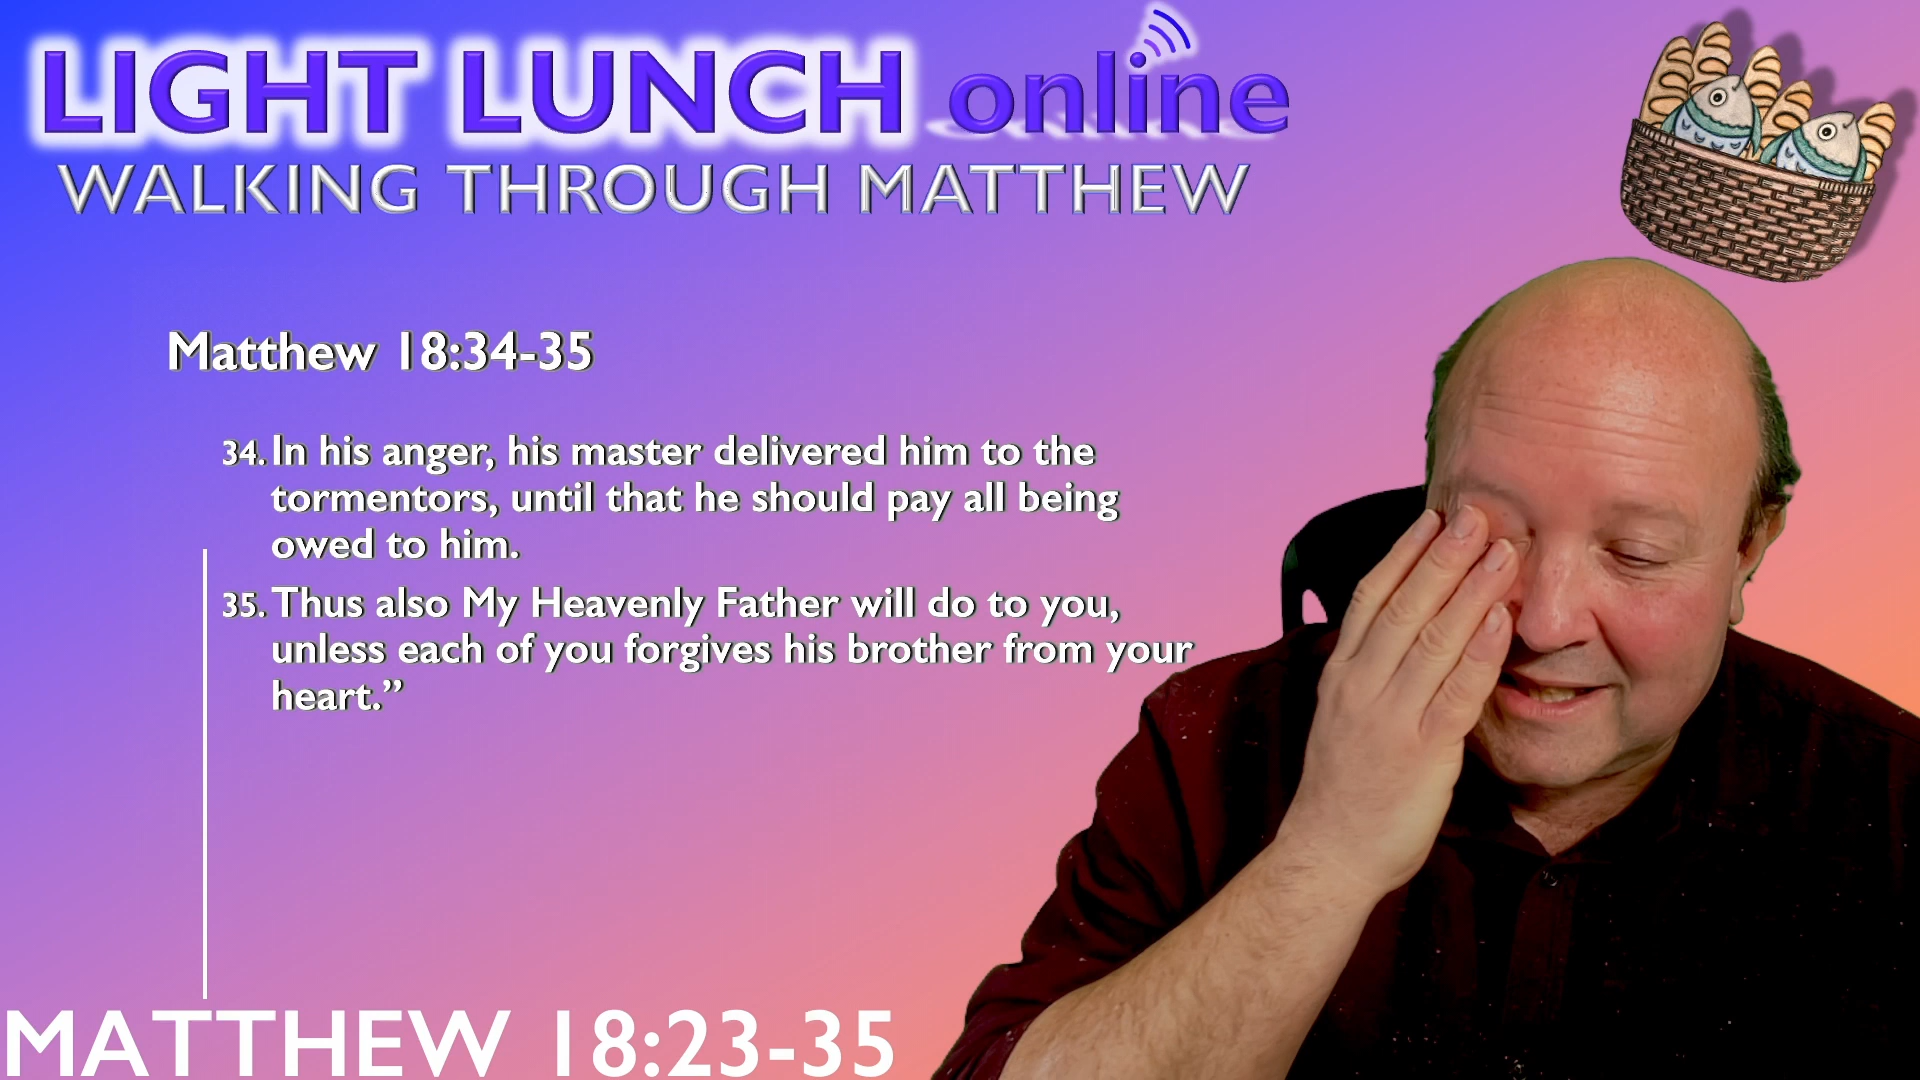 LIGHT LUNCH online
WALKING THROUGH MATTHEW
Matthew 18:34-35
34. In his anger, his master delivered him to the
tormentors, until that he should pay all being
owed to him.
35. Thus also My Heavenly Father will do to you,
unless each of you forgives his brother from your
heart.”
MATTHEW 18:23-35